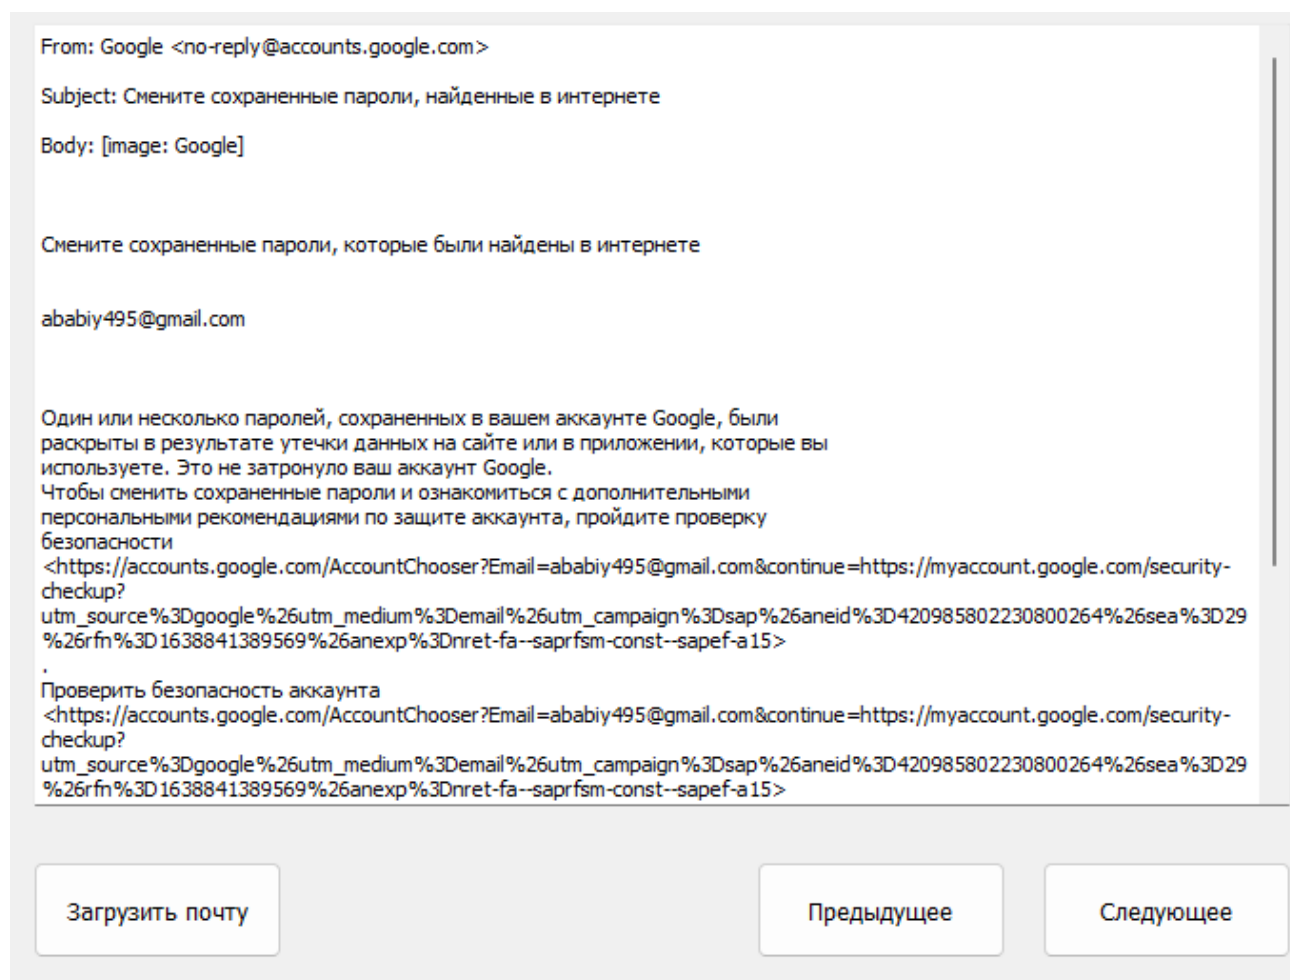 From: Google <no-reply@accounts.google.com>
Subject: Смените сохраненные пароли, найденные в интернете
Body: [image: Google]
Смените сохраненные пароли, которые были найдены в интернете
ababiy495@gmail.com
Один или несколько паролей, сохраненных в вашем аккаунте Google, были
раскрыты в результате утечки данных на сайте или в приложении, которые вы
используете. Это не затронуло ваш аккаунт Google.
Чтобы сменить сохраненные пароли и ознакомиться с дополнительными
персональными рекомендациями по защите аккаунта, пройдите проверку
безопасности
<https://accounts.google.com/AccountChooser?Email=ababiy495@gmail.com&continue=https://myaccount.google.com/security-
checkup?
utm_source%3Dgoogle%26utm_medium%3Demail%26utm_campaign%3Dsap%26aneid%3D420985802230800264%26sea%3D29
%26rfn%3D1638841389569%26anexp%3Dnret-fa--saprfsm-const--sapef-a15>
.
Проверить безопасность аккаунта
<https://accounts.google.com/AccountChooser?Email=ababiy495@gmail.com&continue=https://myaccount.google.com/security-
checkup?
utm_source%3Dgoogle%26utm_medium%3Demail%26utm_campaign%3Dsap%26aneid%3D420985802230800264%26sea%3D29
%26rfn%3D1638841389569%26anexp%3Dnret-fa--saprfsm-const--sapef-a15>
Загрузить почту
Предыдущее
Следующее